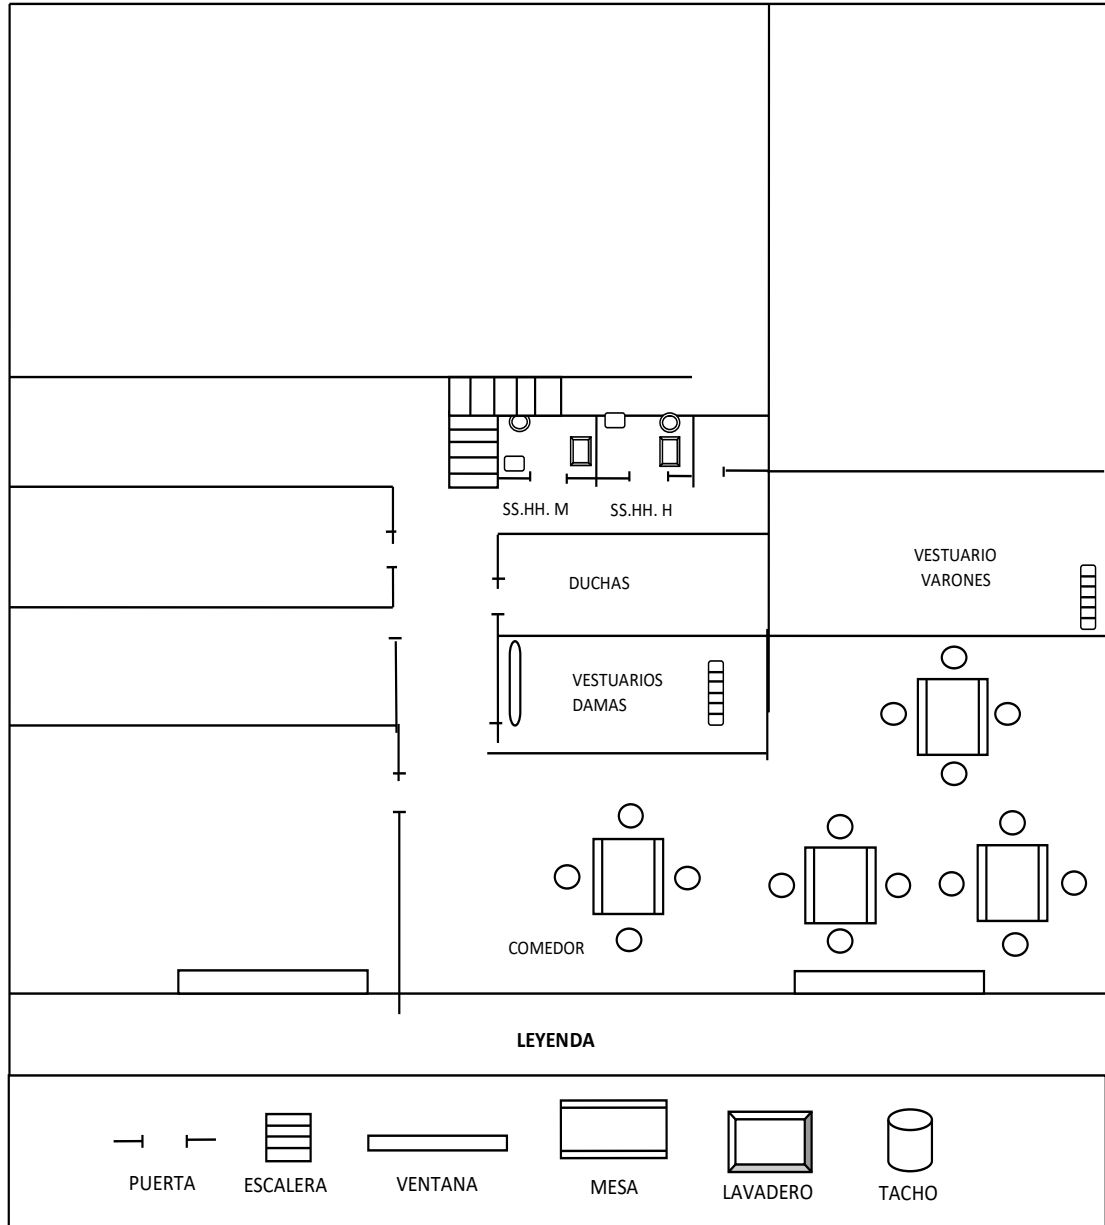 SS.HH. M
SS.HH. H
DUCHAS
VESTUARIO
VARONES
VESTUARIOS
DAMAS
COMEDOR
LEYENDA
PUERTA
ESCALERA
VENTANA
MESA
LAVADERO
TACHO